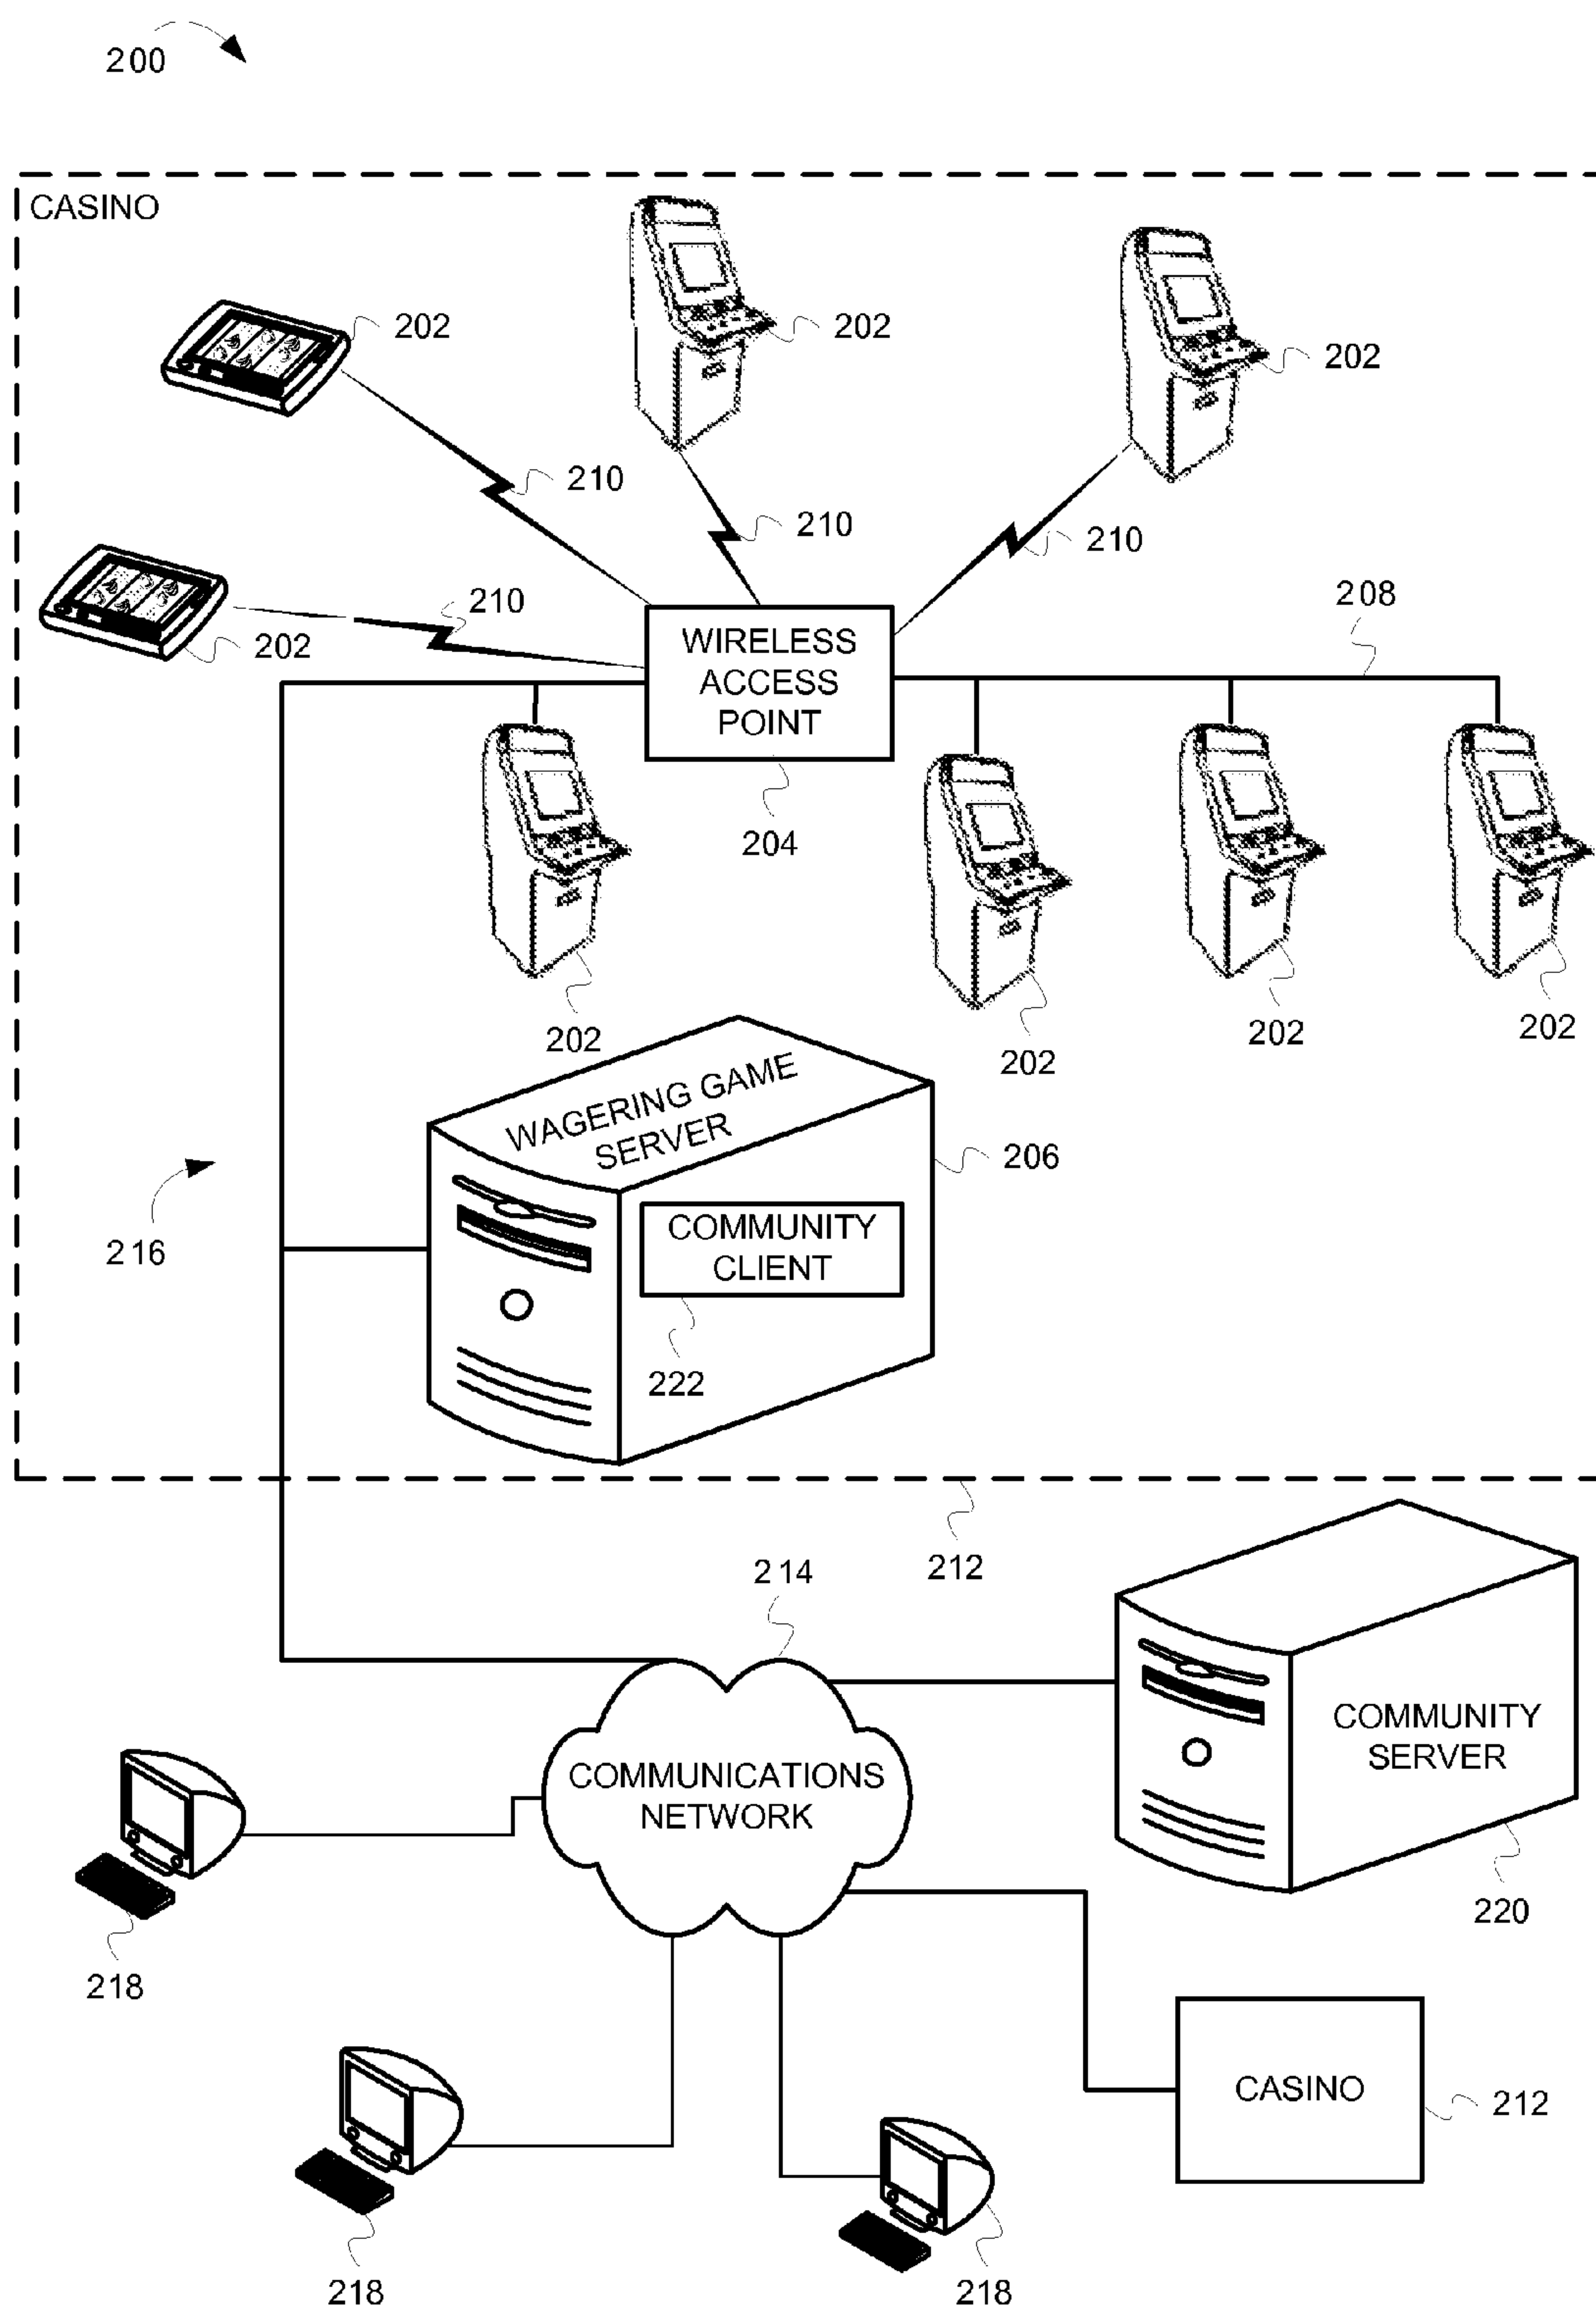 200
CASINO
202
202
202
210
210
210
210
202
208
WIRELESS
ACCESS
POINT
204
202
202
202
202
WAGERING GAME
SERVER
206
COMMUNITY
CLIENT
216
222
212
214
COMMUNITY
SERVER
COMMUNICATIONS
NETWORK
220
218
CASINO
212
218
218